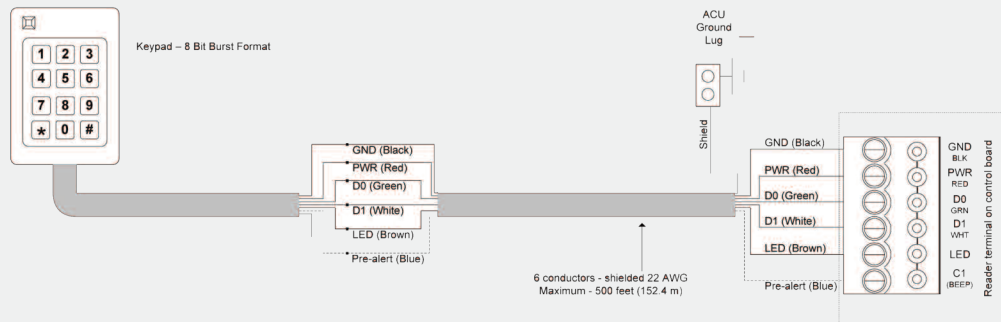 1 2 3
4 5 6
7 8 9
* 0 #
Keypad – 8 Bit Burst Format
GND (Black)
PWR (Red)
D0 (Green)
D1 (White)
LED (Brown)
Pre-alert (Blue)
6 conductors - shielded 22 AWG
Maximum - 500 feet (152.4 m)
ACU
Ground
Lug
Shield
GND (Black)
PWR (Red)
D0 (Green)
D1 (White)
LED (Brown)
Pre-alert (Blue)
GND
BLK
PWR
RED
D0
GRN
D1
WHT
LED
C1
(BEEP)
Reader terminal on control board